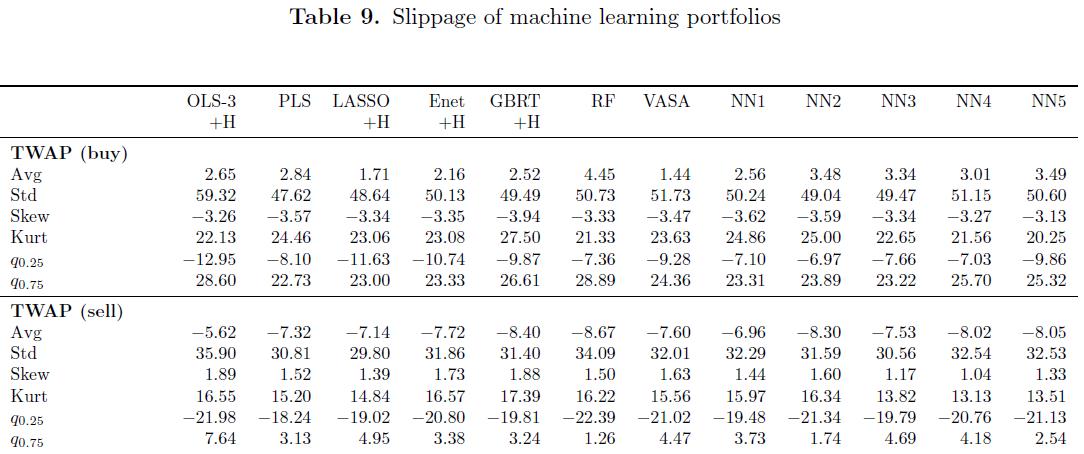 Table 9. Slippage of machine learning portfolios
OLS-3 PLS LASSO Enet GBRT RF VASA NN1 NN2 NN3 NN4 NN5
+H +H +H +H
TWAP (buy)
Avg 2.65 2.84 1.71 2.16 2.52 4.45 1.44 2.56 3.48 3.34 3.01 3.49
Std 59.32 47.62 48.64 50.13 49.49 50.73 51.73 50.24 49.04 49.47 51.15 50.60
Skew −3.26 −3.57 −3.34 −3.35 −3.94 −3.33 −3.47 −3.62 −3.59 −3.34 −3.27 −3.13
Kurt 22.13 24.46 23.06 23.08 27.50 21.33 23.63 24.86 25.00 22.65 21.56 20.25
q0.25 −12.95 −8.10 −11.63 −10.74 −9.87 −7.36 −9.28 −7.10 −6.97 −7.66 −7.03 −9.86
q0.75 28.60 22.73 23.00 23.33 26.61 28.89 24.36 23.31 23.89 23.22 25.70 25.32
TWAP (sell)
Avg −5.62 −7.32 −7.14 −7.72 −8.40 −8.67 −7.60 −6.96 −8.30 −7.53 −8.02 −8.05
Std 35.90 30.81 29.80 31.86 31.40 34.09 32.01 32.29 31.59 30.56 32.54 32.53
Skew 1.89 1.52 1.39 1.73 1.88 1.50 1.63 1.44 1.60 1.17 1.04 1.33
Kurt 16.55 15.20 14.84 16.57 17.39 16.22 15.56 15.97 16.34 13.82 13.13 13.51
q0.25 −21.98 −18.24 −19.02 −20.80 −19.81 −22.39 −21.02 −19.48 −21.34 −19.79 −20.76 −21.13
q0.75 7.64 3.13 4.95 3.38 3.24 1.26 4.47 3.73 1.74 4.69 4.18 2.54